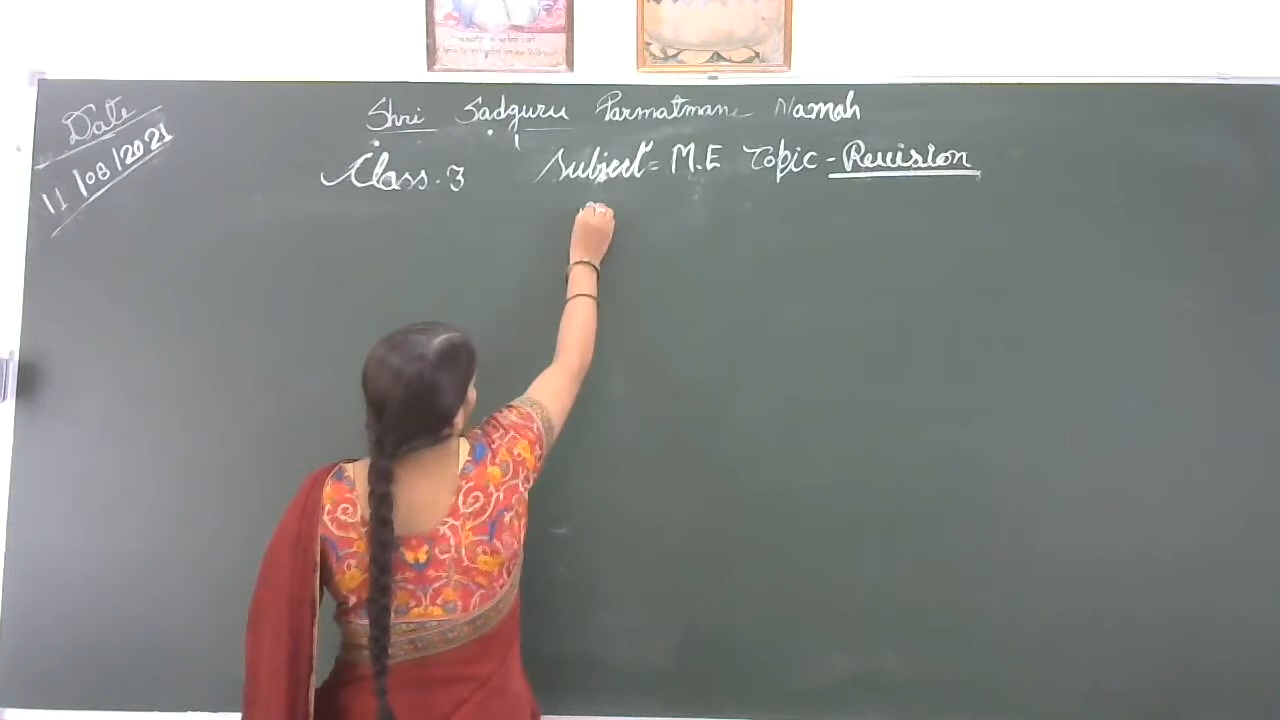 Date
11/08/2021
Shri Sadguru Parmatmane Namah
Class. 3 Subject = M.E Topic - Revision